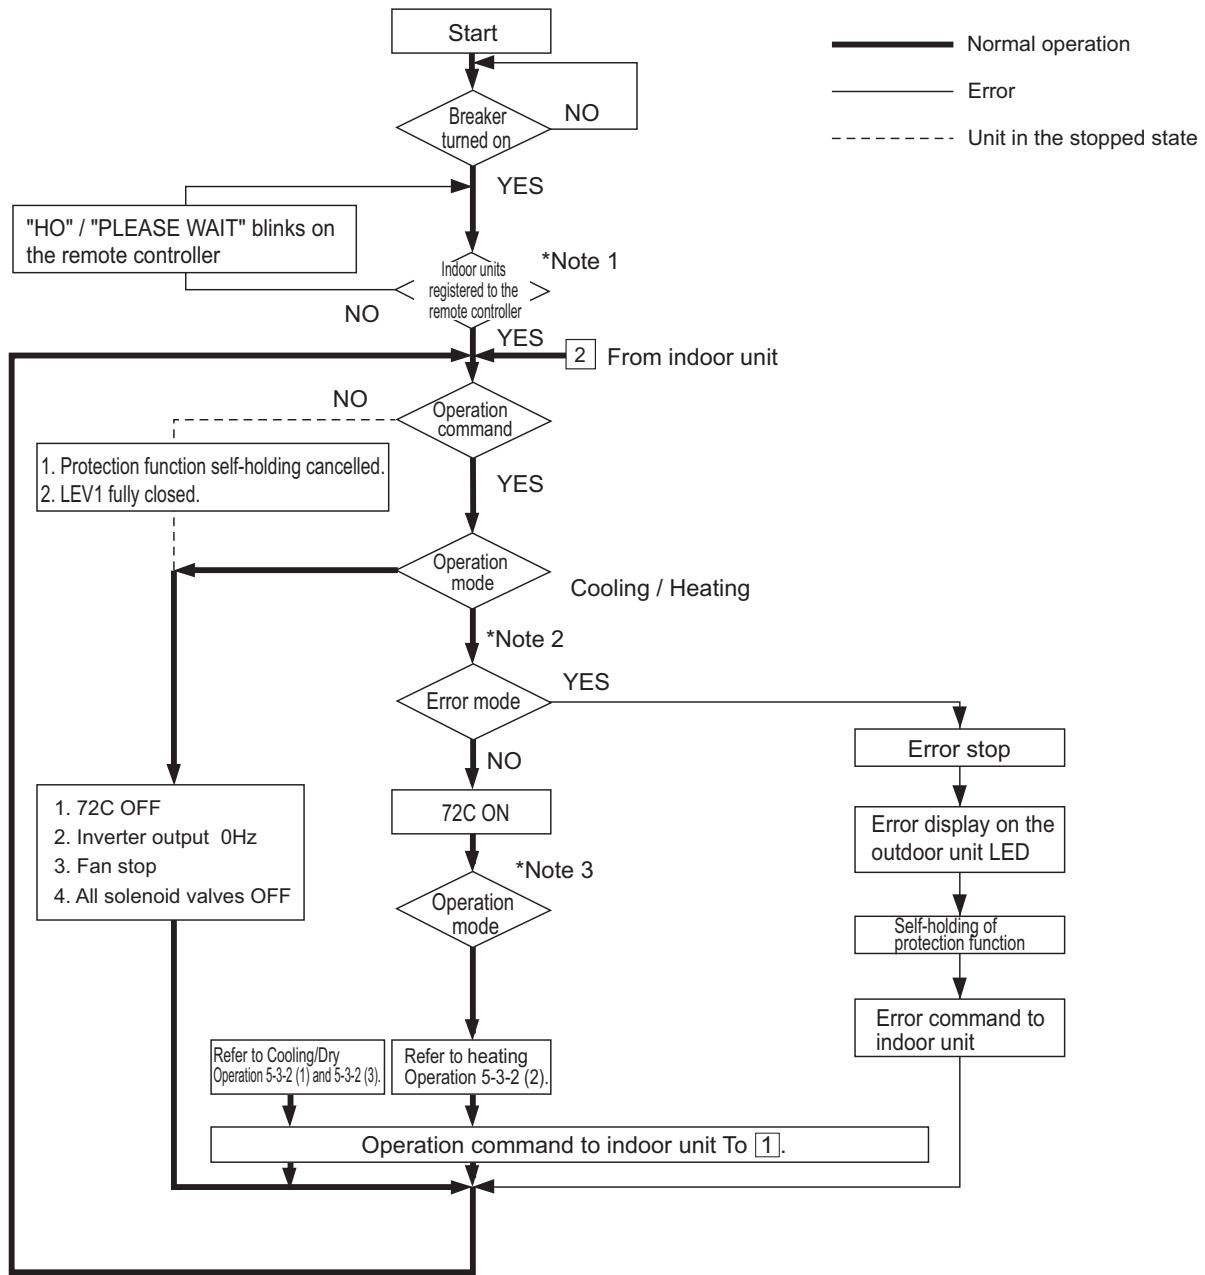 Start
Normal operation
Error
Unit in the stopped state
Breaker
turned on
NO
YES
"HO" / "PLEASE WAIT" blinks on
the remote controller
*Note 1
Indoor units
registered to the
remote controller
NO
YES
2 From indoor unit
NO
Operation
command
1. Protection function self-holding cancelled.
2. LEV1 fully closed.
YES
Operation
mode
Cooling / Heating
*Note 2
YES
Error mode
NO
Error stop
72C ON
1. 72C OFF
2. Inverter output 0Hz
3. Fan stop
4. All solenoid valves OFF
Error display on the
outdoor unit LED
*Note 3
Operation
mode
Self-holding of
protection function
Error command to
indoor unit
Refer to Cooling/Dry
Operation 5-3-2 (1) and 5-3-2 (3).
Refer to heating
Operation 5-3-2 (2).
Operation command to indoor unit To 1.